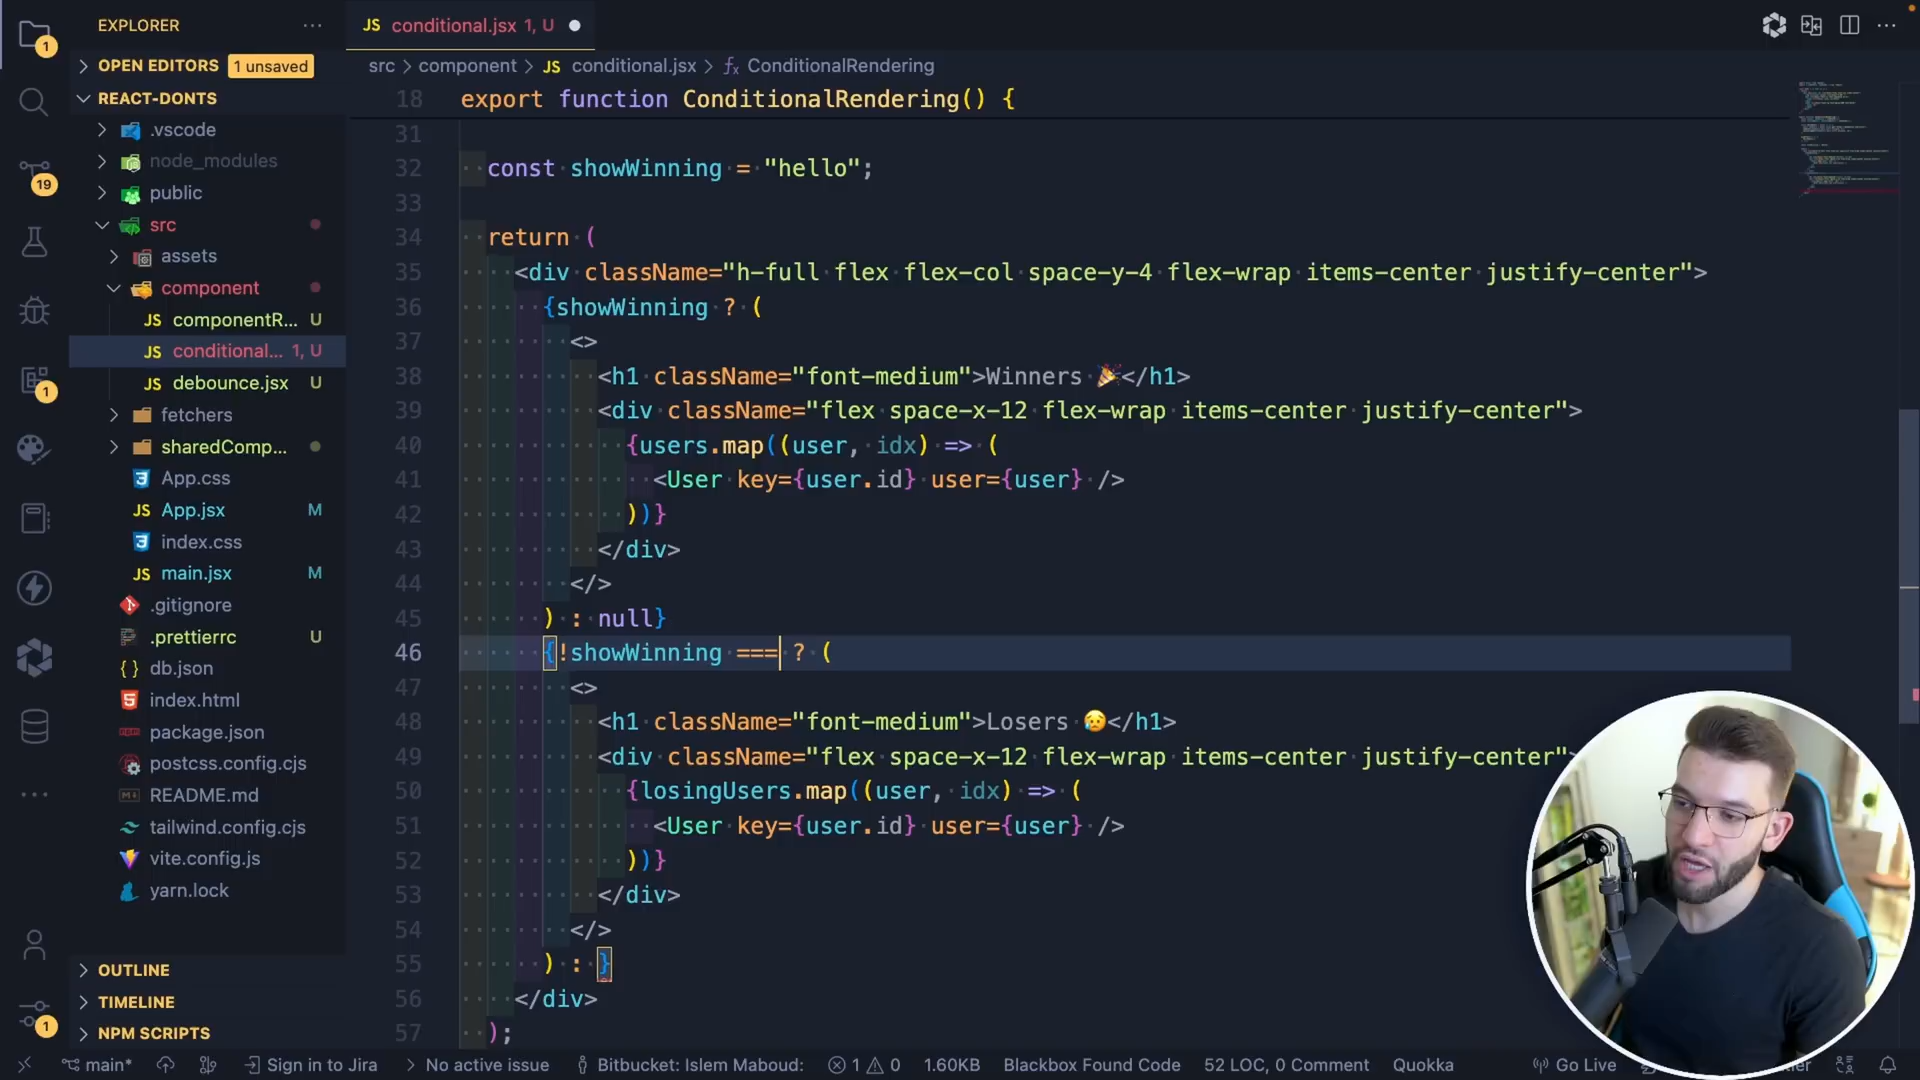 EXPLORER
OPEN EDITORS 1 unsaved
REACT-DONTS
.vscode
node_modules
public
src
assets
component
JS componentR... U
JS conditional... 1, U
JS debounce.jsx U
fetchers
sharedComp...
App.css
JS App.jsx M
index.css
JS main.jsx M
.gitignore
.prettierrc U
db.json
index.html
package.json
postcss.config.cjs
README.md
tailwind.config.cjs
vite.config.js
yarn.lock
OUTLINE
TIMELINE
NPM SCRIPTS
1
19
1
1
JS conditional.jsx 1, U
src > component > JS conditional.jsx > ConditionalRendering
18 export function ConditionalRendering() {
31
32 const showWinning = "hello";
33
34 return (
35 <div className="h-full flex flex-col space-y-4 flex-wrap items-center justify-center">
36 {showWinning ? (
37 <>
38 <h1 className="font-medium">Winners 🎉</h1>
39 <div className="flex space-x-12 flex-wrap items-center justify-center">
40 {users.map((user, idx) => (
41 <User key={user.id} user={user} />
42 ))}
43 </div>
44 </>
45 ) : null}
46 {!showWinning === ? (
47 <>
48 <h1 className="font-medium">Losers 😥</h1>
49 <div className="flex space-x-12 flex-wrap items-center justify-center">
50 {losingUsers.map((user, idx) => (
51 <User key={user.id} user={user} />
52 ))}
53 </div>
54 </>
55 ) : }
56 </div>
57 );
main* Sign in to Jira No active issue Bitbucket: Islem Maboud: 1 0 1.60KB Blackbox Found Code 52 LOC, 0 Comment Quokka Go Live